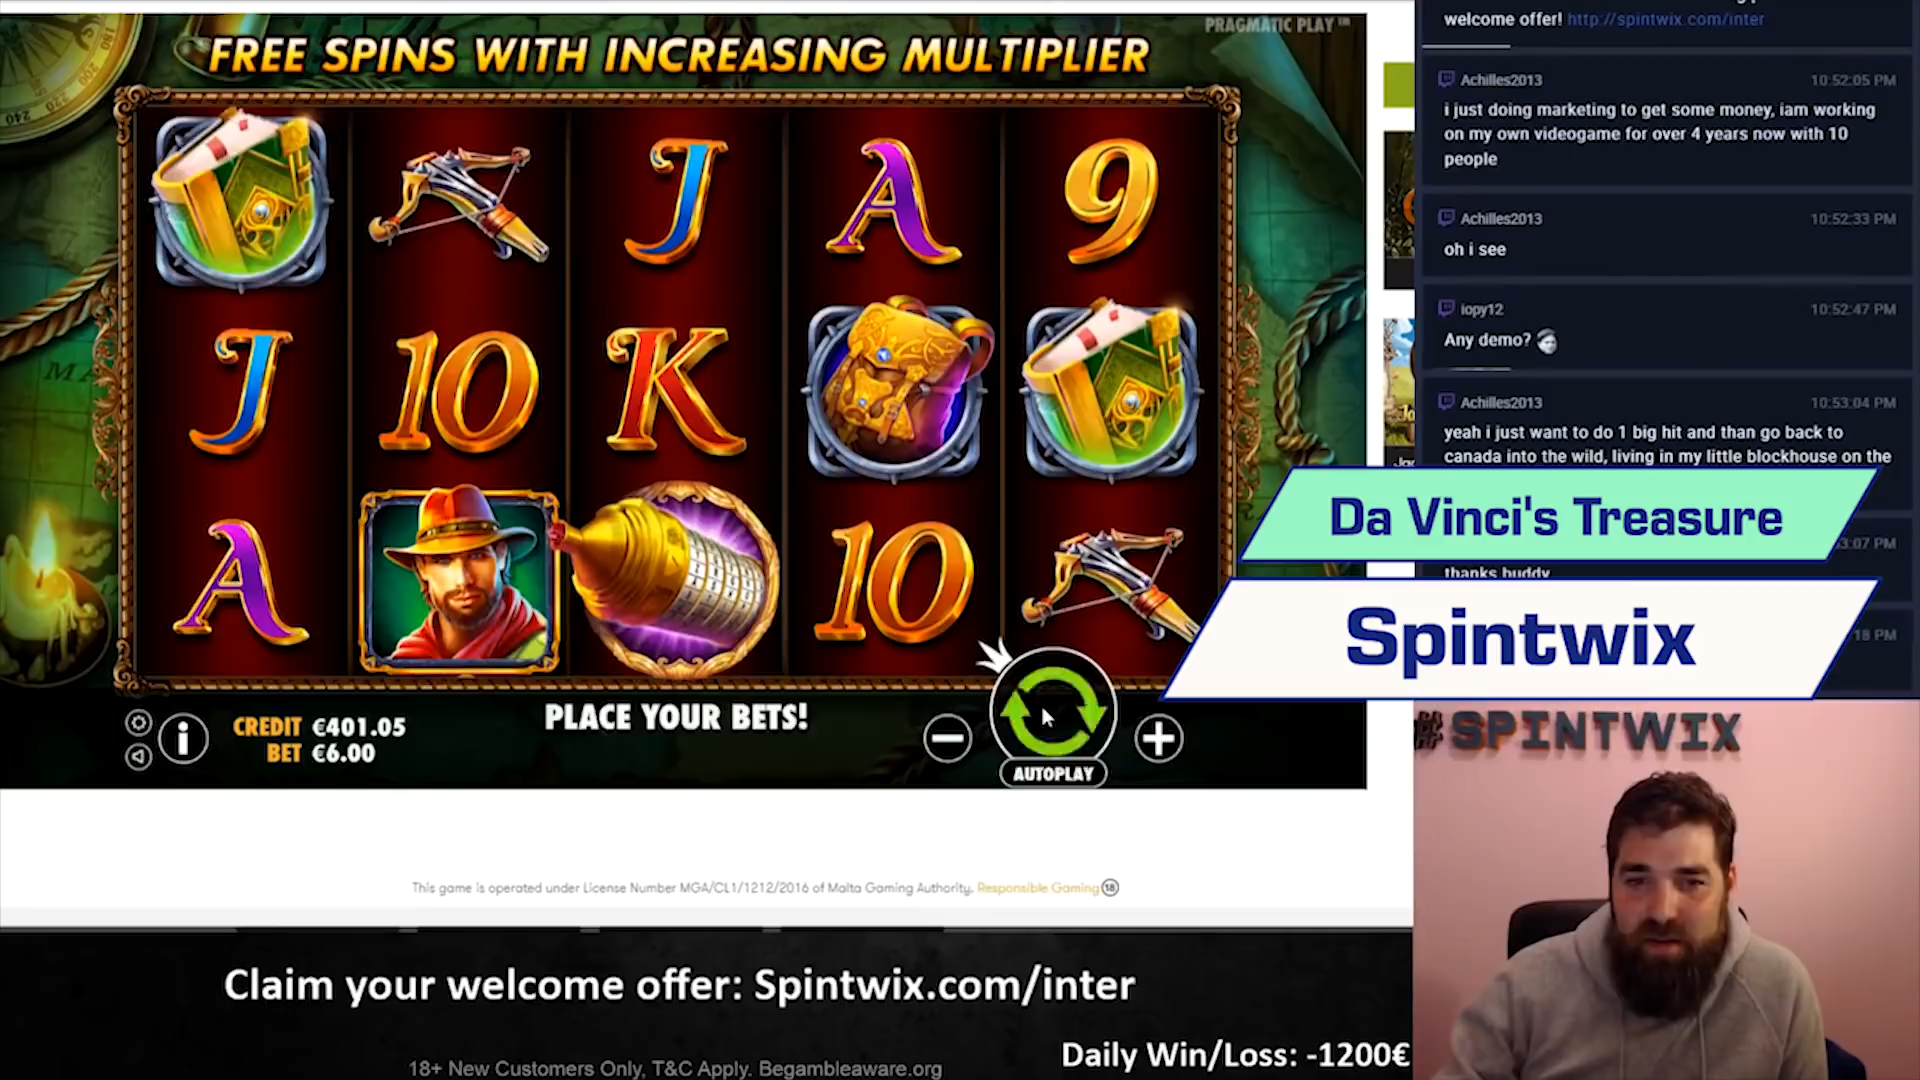 PRAGMATIC PLAY™
FREE SPINS WITH INCREASING MULTIPLIER
J
A
9
J
10
K
A
10
CREDIT €401.05
BET €6.00
PLACE YOUR BETS!
AUTOPLAY
This game is operated under License Number MGA/CL1/1212/2016 of Malta Gaming Authority. Responsible Gaming 18
Claim your welcome offer: Spintwix.com/inter
Daily Win/Loss: -1200€
18+ New Customers Only, T&C Apply. Begambleaware.org
welcome offer! http://spintwix.com/inter
Achilles2013 10:52:05 PM
i just doing marketing to get some money, iam working
on my own videogame for over 4 years now with 10
people
Achilles2013 10:52:33 PM
oh i see
iopy12 10:52:47 PM
Any demo?
Achilles2013 10:53:04 PM
yeah i just want to do 1 big hit and than go back to
canada into the wild, living in my little blockhouse on the
3:07 PM
thanks buddy
18 PM
Da Vinci's Treasure
Spintwix
#SPINTWIX